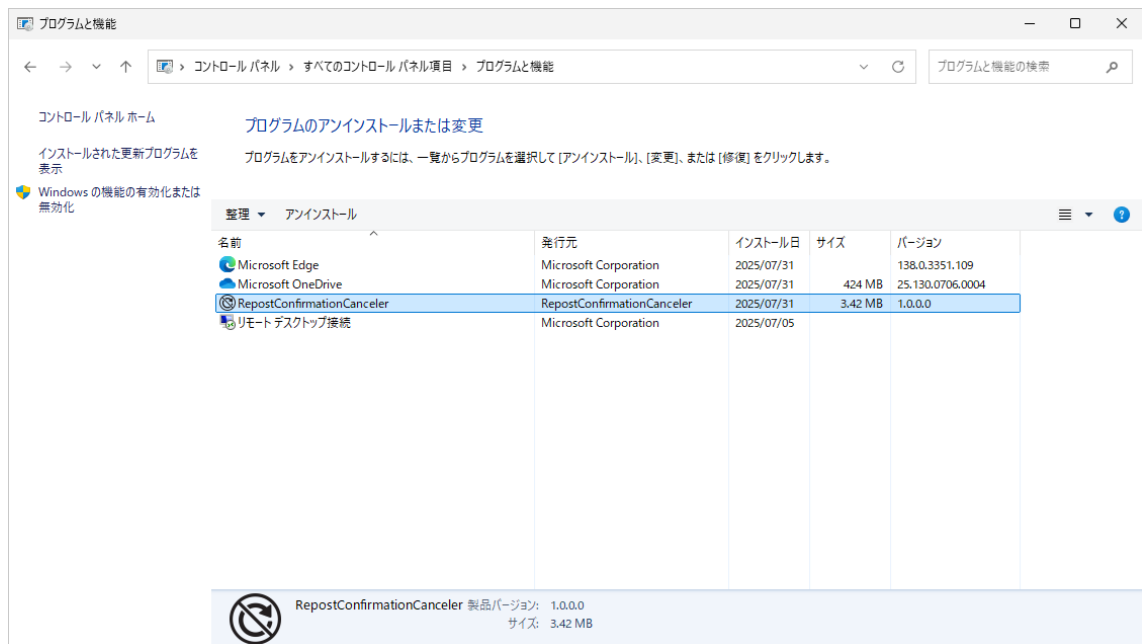 プログラムと機能
コントロール パネル › すべてのコントロール パネル項目 › プログラムと機能
プログラムと機能の検索
コントロール パネル ホーム
インストールされた更新プログラムを
表示
Windows の機能の有効化または
無効化
プログラムのアンインストールまたは変更
プログラムをアンインストールするには、一覧からプログラムを選択して [アンインストール]、[変更]、または [修復] をクリックします。
整理 アンインストール
名前 発行元 インストール日 サイズ バージョン
Microsoft Edge Microsoft Corporation 2025/07/31 138.0.3351.109
Microsoft OneDrive Microsoft Corporation 2025/07/31 424 MB 25.130.0706.0004
RepostConfirmationCanceler RepostConfirmationCanceler 2025/07/31 3.42 MB 1.0.0.0
リモート デスクトップ接続 Microsoft Corporation 2025/07/05
RepostConfirmationCanceler 製品バージョン: 1.0.0.0
サイズ: 3.42 MB